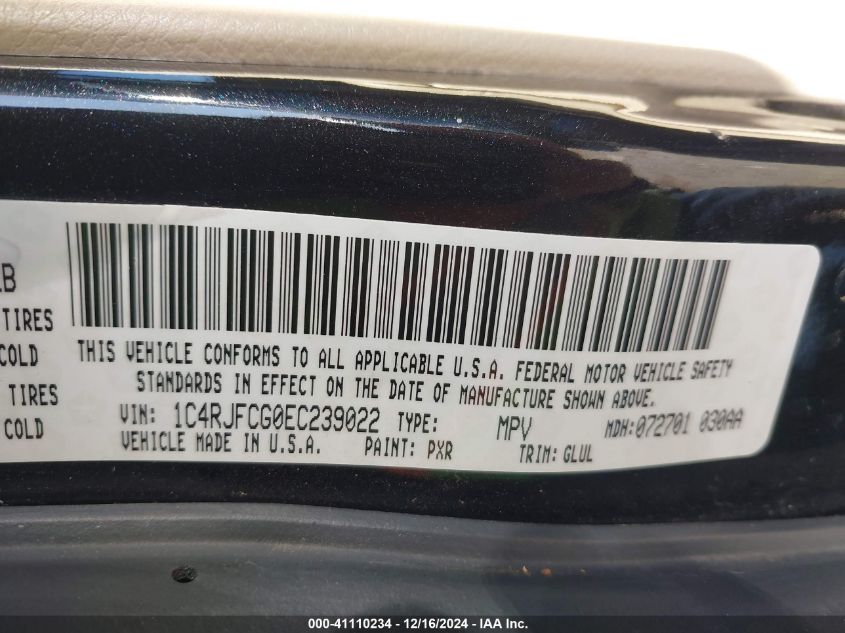 LB
TIRES
COLD
TIRES
COLD
THIS VEHICLE CONFORMS TO ALL APPLICABLE U.S.A. FEDERAL MOTOR VEHICLE SAFETY
STANDARDS IN EFFECT ON THE DATE OF MANUFACTURE SHOWN ABOVE.
VIN: 1C4RJFCG0EC239022 TYPE: MPV MDH:072701 030AA
VEHICLE MADE IN U.S.A. PAINT: PXR TRIM: GLUL
000-41110234 - 12/16/2024 - IAA Inc.